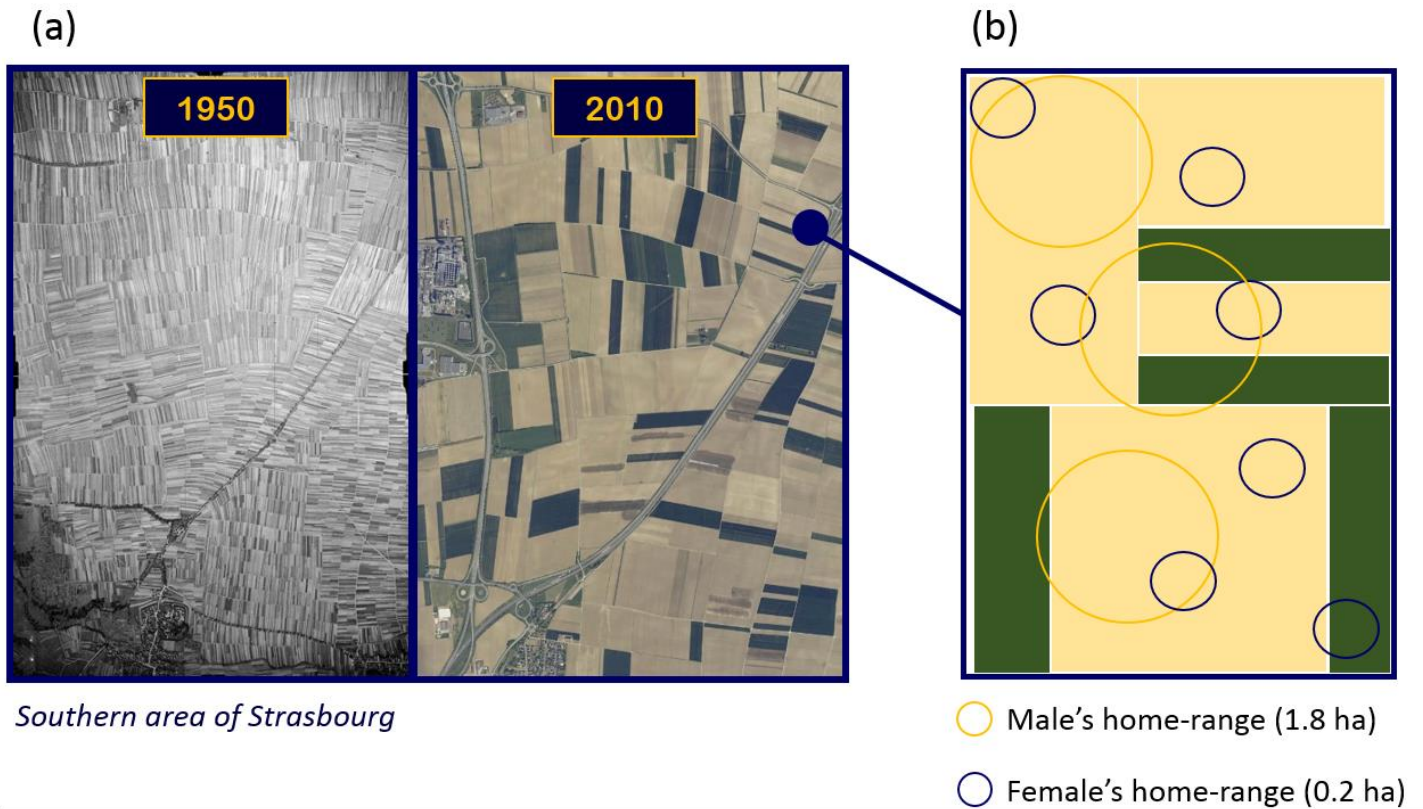 (a)
(b)
1950
2010
Southern area of Strasbourg
Male's home-range (1.8 ha)
Female's home-range (0.2 ha)